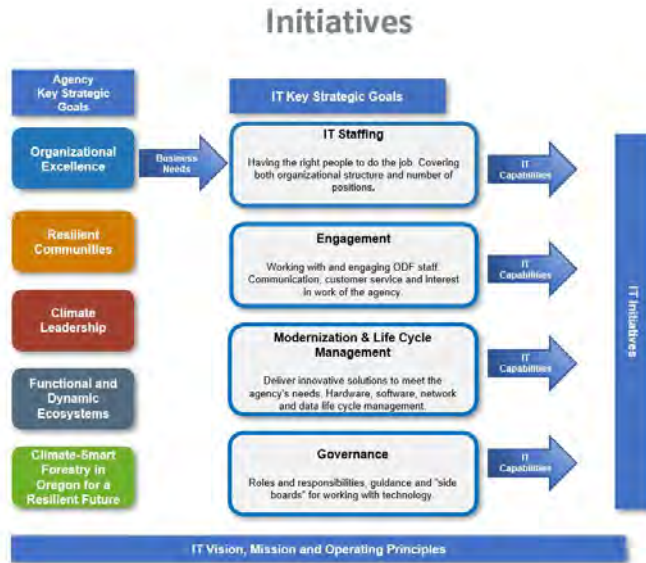 Initiatives
Agency
Key Strategic
Goals
IT Key Strategic Goals
Organizational
Excellence
Business
Needs
IT Staffing
Having the right people to do the job. Covering
both organizational structure and number of
positions.
IT
Capabilities
Resilient
Communities
Engagement
Working with and engaging ODF staff.
Communication, customer service and interest
in work of the agency.
IT
Capabilities
Climate
Leadership
Modernization & Life Cycle
Management
Deliver innovative solutions to meet the
agency's needs. Hardware, software, network
and data life cycle management.
IT
Capabilities
Functional and
Dynamic
Ecosystems
Climate-Smart
Forestry in
Oregon for a
Resilient Future
Governance
Roles and responsibilities, guidance and "side
boards" for working with technology.
IT
Capabilities
IT Initiatives
IT Vision, Mission and Operating Principles